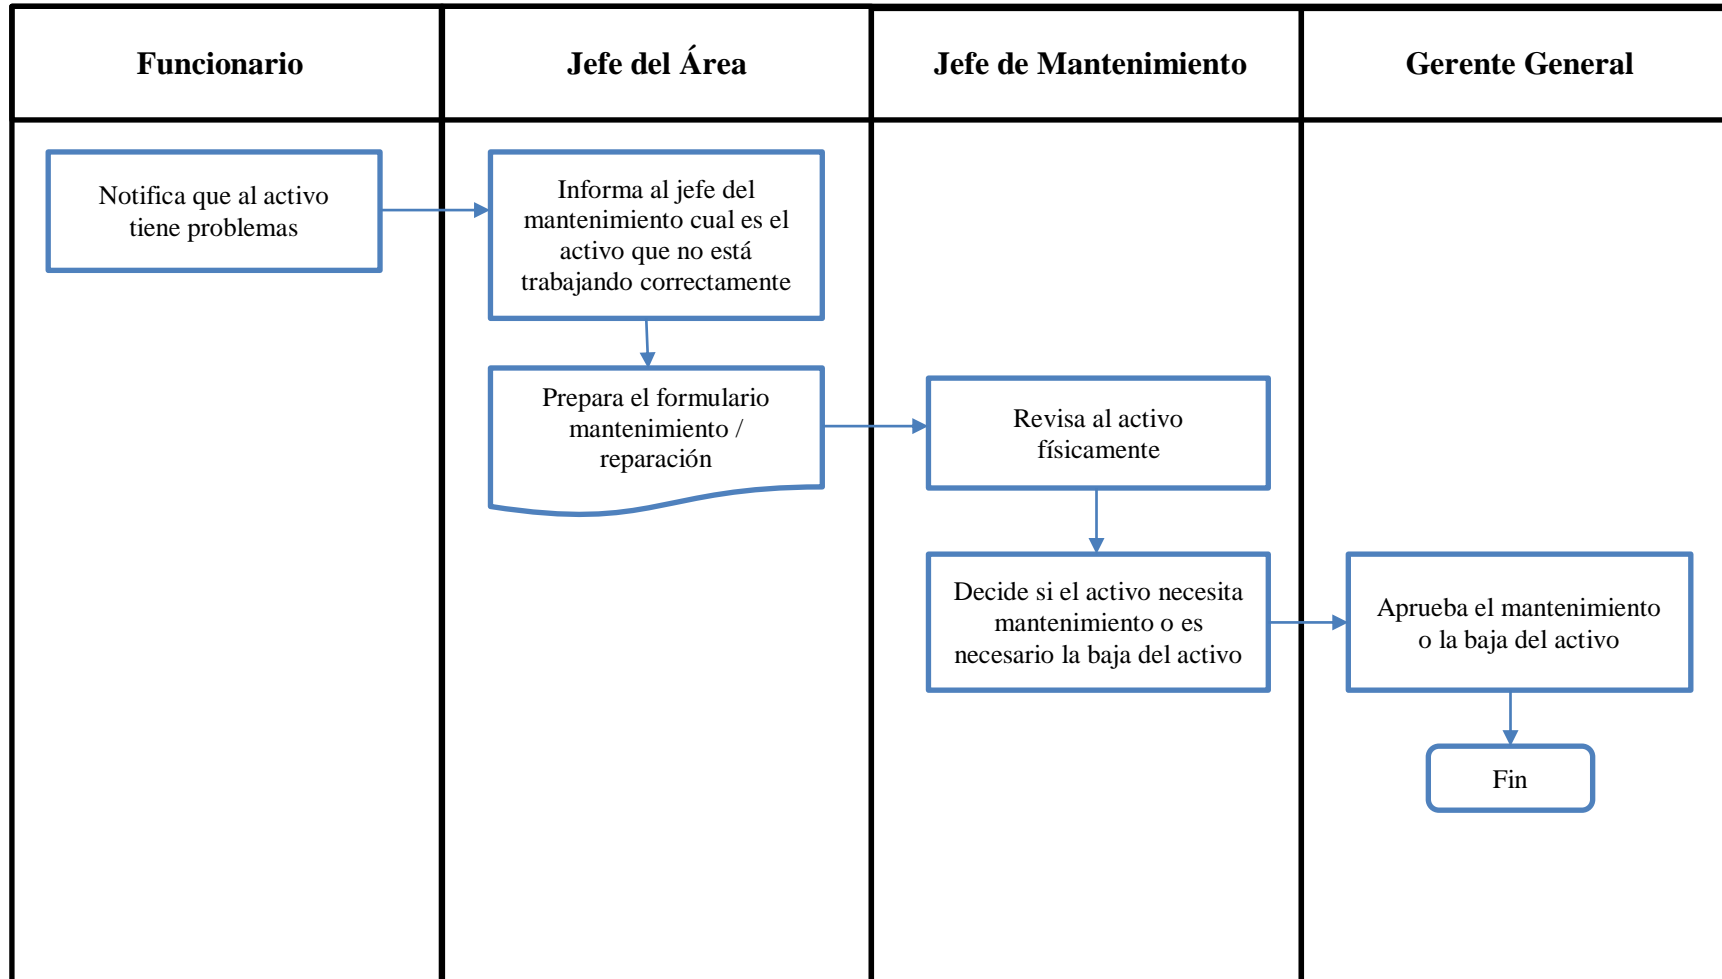 Funcionario
Jefe del Área
Jefe de Mantenimiento
Gerente General
Notifica que al activo
tiene problemas
Informa al jefe del
mantenimiento cual es el
activo que no está
trabajando correctamente
Prepara el formulario
mantenimiento /
reparación
Revisa al activo
físicamente
Decide si el activo necesita
mantenimiento o es
necesario la baja del activo
Aprueba el mantenimiento
o la baja del activo
Fin